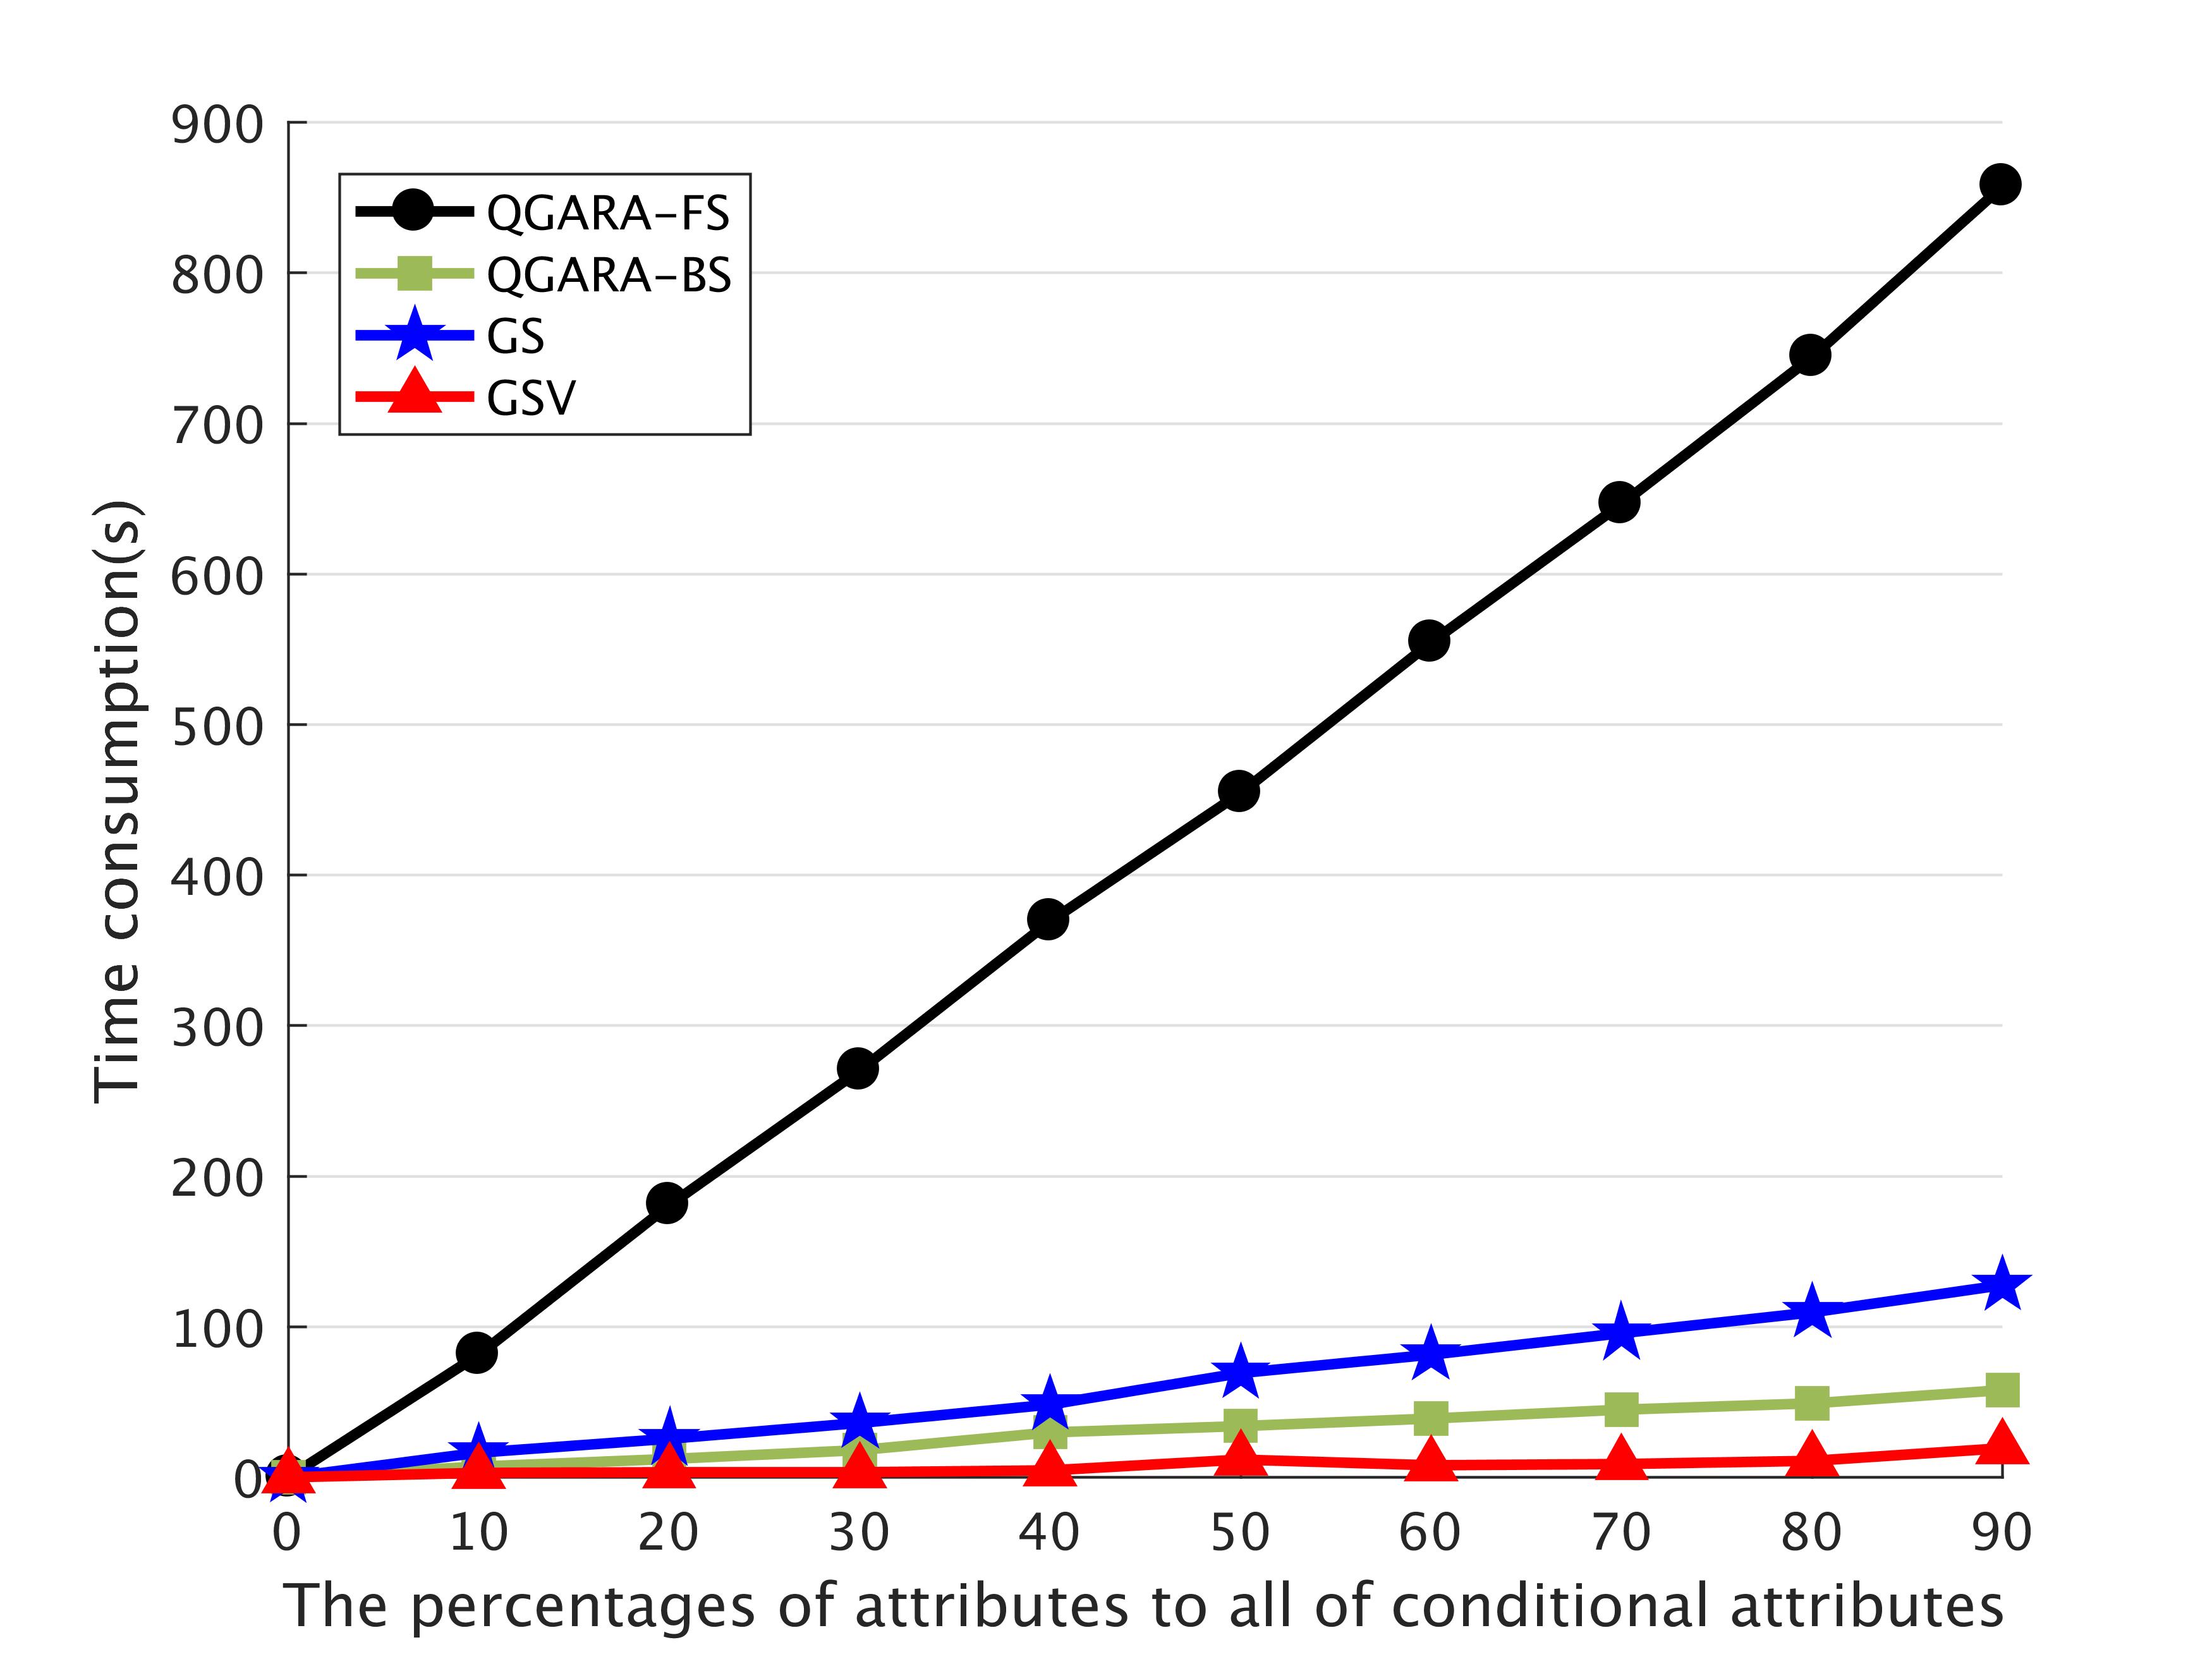 900
800
700
600
500
400
300
200
100
0
Time consumption(s)
QGARA-FS
QGARA-BS
GS
GSV
0 10 20 30 40 50 60 70 80 90
The percentages of attributes to all of conditional attributes